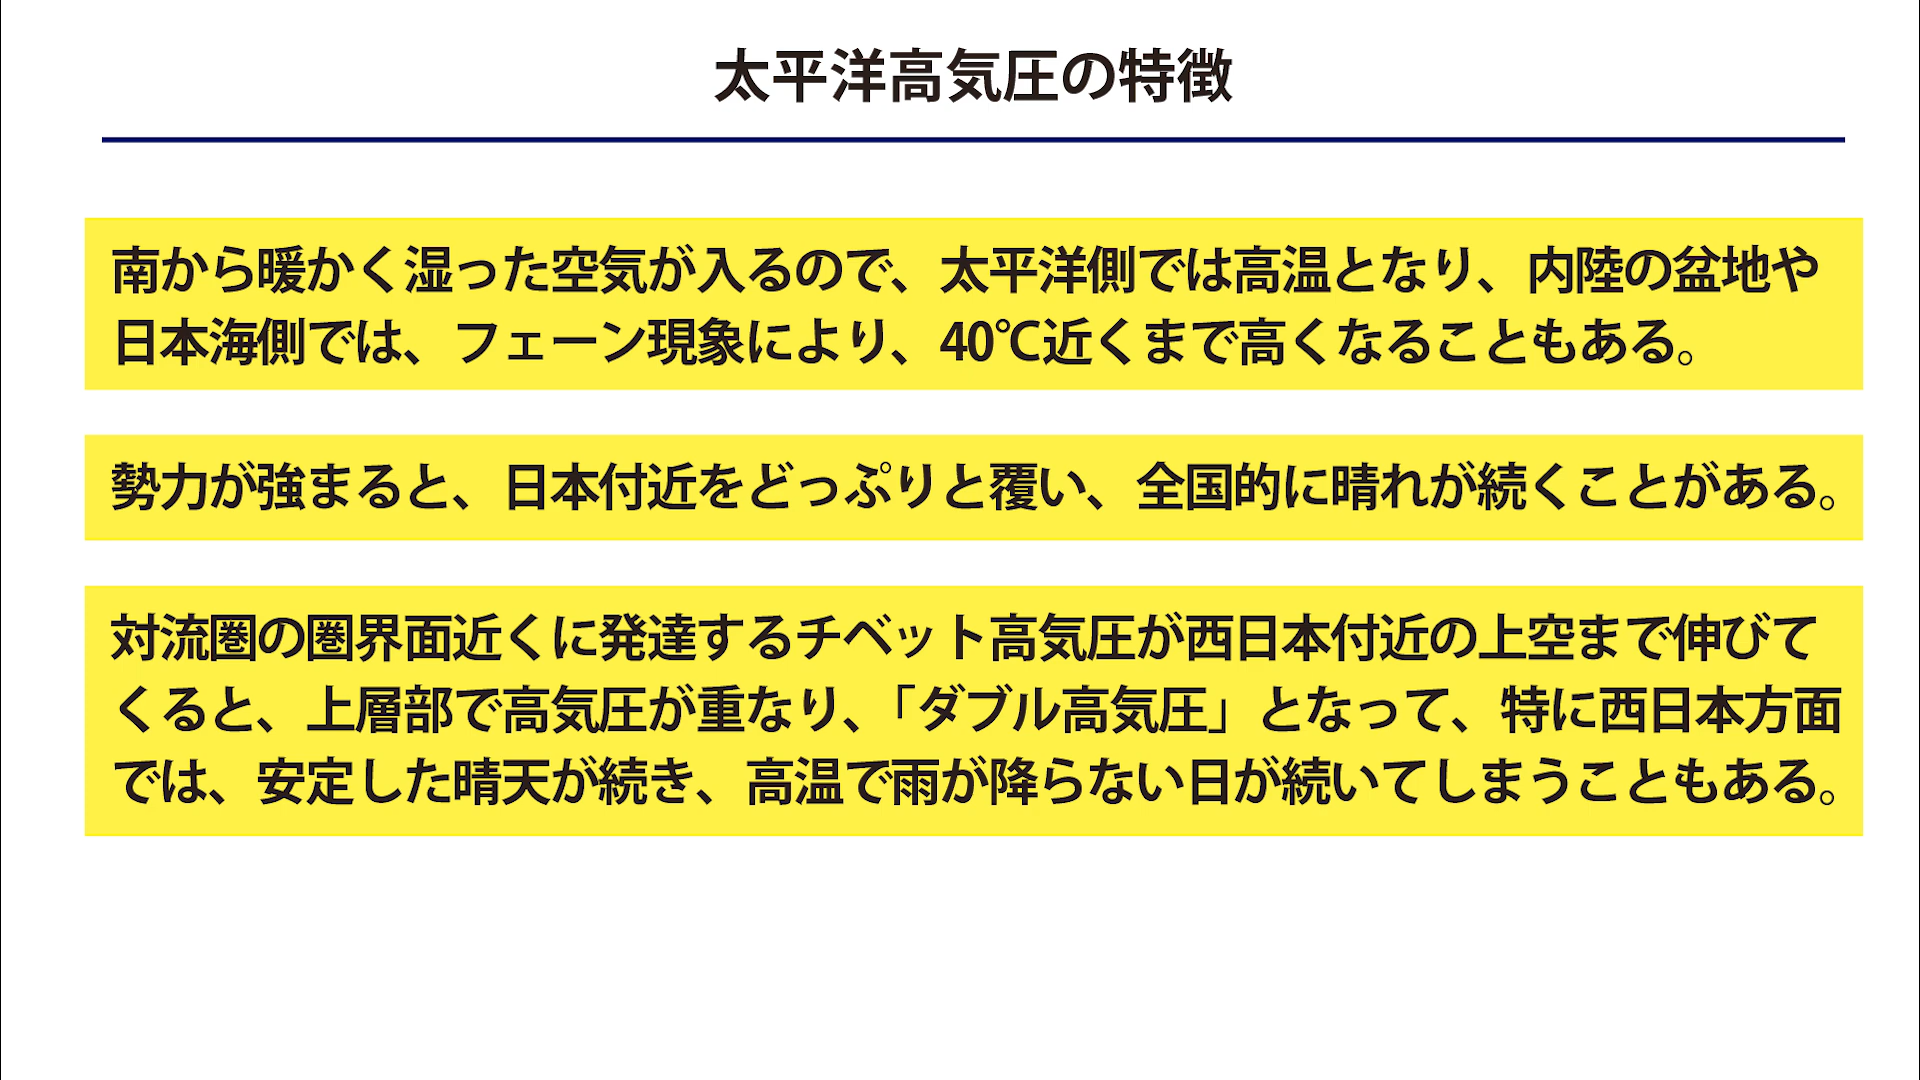 太平洋高気圧の特徴
南から暖かく湿った空気が入るので、太平洋側では高温となり、内陸の盆地や
日本海側では、フェーン現象により、40℃近くまで高くなることもある。
勢力が強まると、日本付近をどっぷりと覆い、全国的に晴れが続くことがある。
対流圏の圏界面近くに発達するチベット高気圧が西日本付近の上空まで伸びて
くると、上層部で高気圧が重なり、「ダブル高気圧」となって、特に西日本方面
では、安定した晴天が続き、高温で雨が降らない日が続いてしまうこともある。